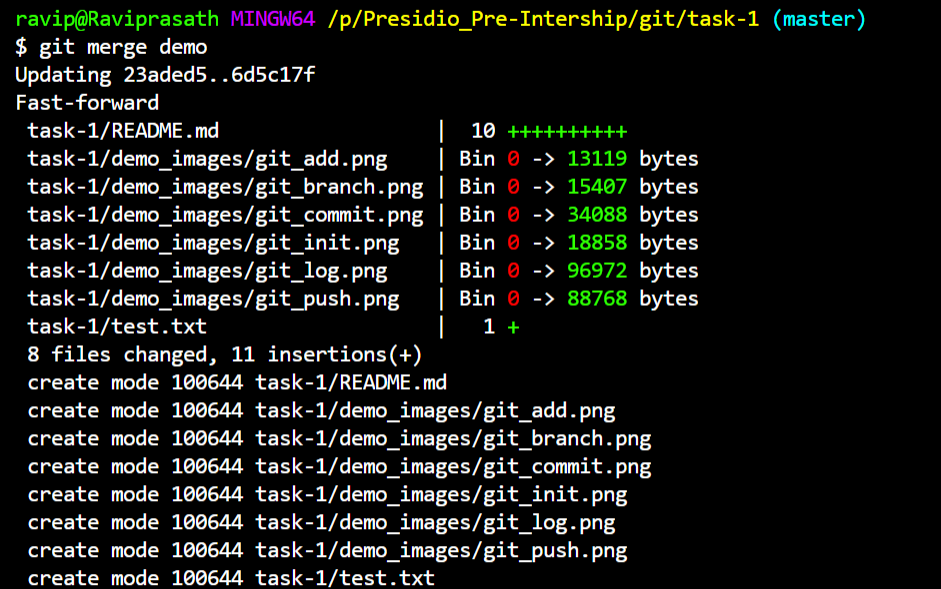 ravip@Raviprasath MINGW64 /p/Presidio_Pre-Intership/git/task-1 (master)
$ git merge demo
Updating 23aded5..6d5c17f
Fast-forward
 task-1/README.md                  |  10 ++++++++++
 task-1/demo_images/git_add.png    | Bin 0 -> 13119 bytes
 task-1/demo_images/git_branch.png | Bin 0 -> 15407 bytes
 task-1/demo_images/git_commit.png | Bin 0 -> 34088 bytes
 task-1/demo_images/git_init.png   | Bin 0 -> 18858 bytes
 task-1/demo_images/git_log.png    | Bin 0 -> 96972 bytes
 task-1/demo_images/git_push.png   | Bin 0 -> 88768 bytes
 task-1/test.txt                   |   1 +
 8 files changed, 11 insertions(+)
 create mode 100644 task-1/README.md
 create mode 100644 task-1/demo_images/git_add.png
 create mode 100644 task-1/demo_images/git_branch.png
 create mode 100644 task-1/demo_images/git_commit.png
 create mode 100644 task-1/demo_images/git_init.png
 create mode 100644 task-1/demo_images/git_log.png
 create mode 100644 task-1/demo_images/git_push.png
 create mode 100644 task-1/test.txt